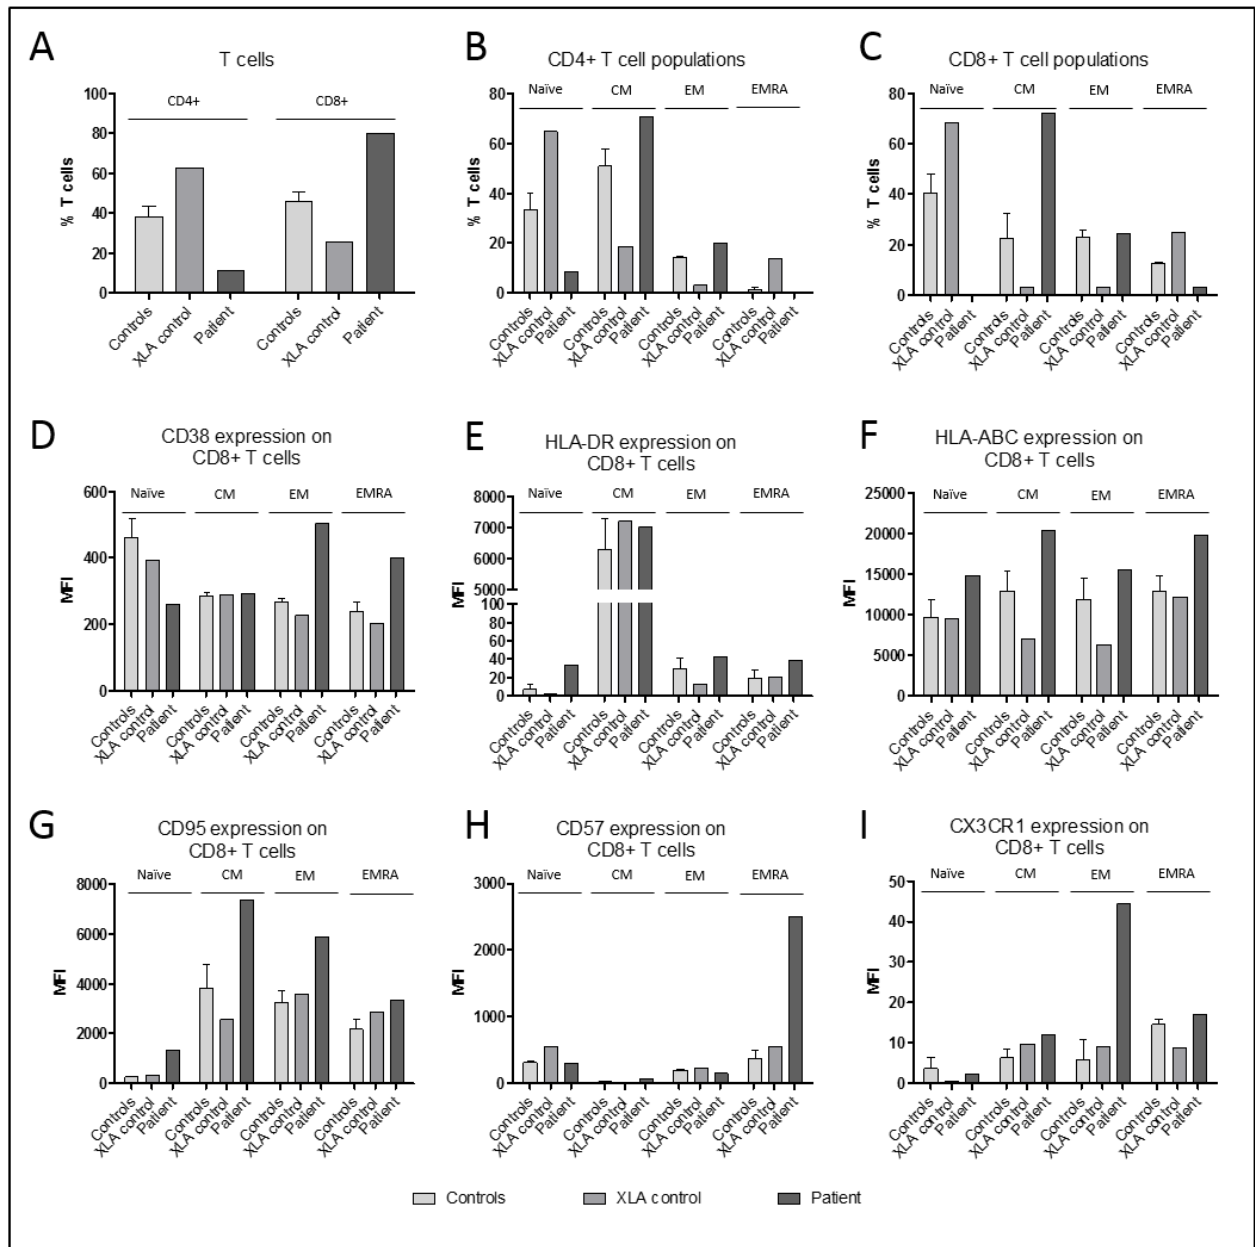 A
T cells
CD4+
CD8+
100
80
60
40
20
0
% T cells
Controls
XLA control
Patient
Controls
XLA control
Patient
B
CD4+ T cell populations
Naïve
CM
EM
EMRA
80
60
40
20
0
% T cells
Controls
XLA control
Patient
Controls
XLA control
Patient
Controls
XLA control
Patient
Controls
XLA control
Patient
C
CD8+ T cell populations
Naïve
CM
EM
EMRA
80
60
40
20
0
% T cells
Controls
XLA control
Patient
Controls
XLA control
Patient
Controls
XLA control
Patient
Controls
XLA control
Patient
D
CD38 expression on
CD8+ T cells
Naïve
CM
EM
EMRA
600
400
200
0
MFI
Controls
XLA control
Patient
Controls
XLA control
Patient
Controls
XLA control
Patient
Controls
XLA control
Patient
E
HLA-DR expression on
CD8+ T cells
Naïve
CM
EM
EMRA
8000
7000
6000
5000
100
80
60
40
20
0
MFI
Controls
XLA control
Patient
Controls
XLA control
Patient
Controls
XLA control
Patient
Controls
XLA control
Patient
F
HLA-ABC expression on
CD8+ T cells
Naïve
CM
EM
EMRA
25000
20000
15000
10000
5000
0
MFI
Controls
XLA control
Patient
Controls
XLA control
Patient
Controls
XLA control
Patient
Controls
XLA control
Patient
G
CD95 expression on
CD8+ T cells
Naïve
CM
EM
EMRA
8000
6000
4000
2000
0
MFI
Controls
XLA control
Patient
Controls
XLA control
Patient
Controls
XLA control
Patient
Controls
XLA control
Patient
H
CD57 expression on
CD8+ T cells
Naïve
CM
EM
EMRA
3000
2000
1000
0
MFI
Controls
XLA control
Patient
Controls
XLA control
Patient
Controls
XLA control
Patient
Controls
XLA control
Patient
I
CX3CR1 expression on
CD8+ T cells
Naïve
CM
EM
EMRA
50
40
30
20
10
0
MFI
Controls
XLA control
Patient
Controls
XLA control
Patient
Controls
XLA control
Patient
Controls
XLA control
Patient
Controls
XLA control
Patient